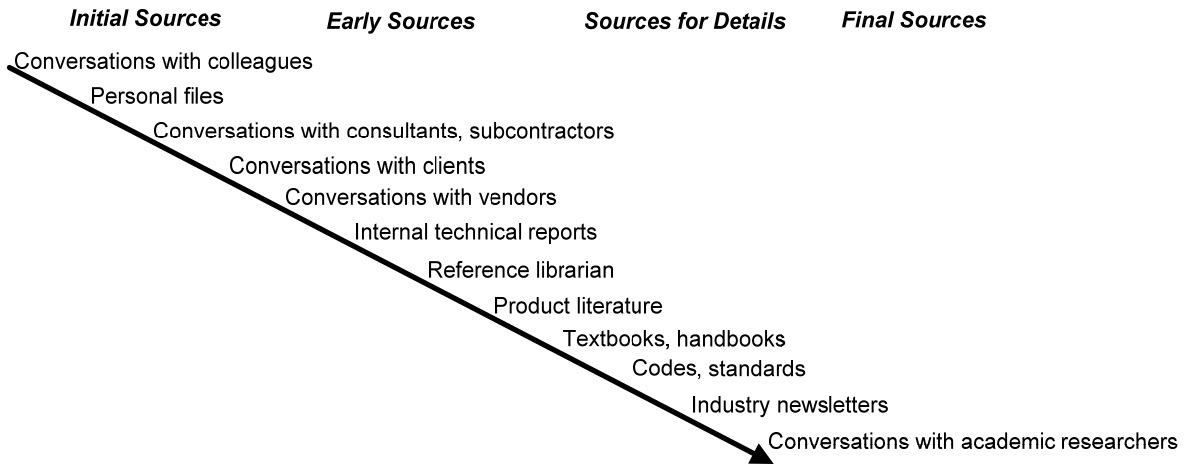 Initial Sources Early Sources Sources for Details Final Sources
Conversations with colleagues
Personal files
Conversations with consultants, subcontractors
Conversations with clients
Conversations with vendors
Internal technical reports
Reference librarian
Product literature
Textbooks, handbooks
Codes, standards
Industry newsletters
Conversations with academic researchers